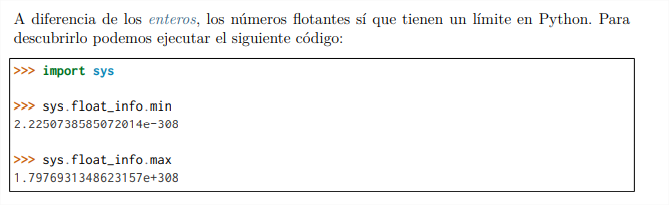 A diferencia de los enteros, los números flotantes sí que tienen un límite en Python. Para
descubrirlo podemos ejecutar el siguiente código:
>>> import sys
>>> sys.float_info.min
2.2250738585072014e-308
>>> sys.float_info.max
1.7976931348623157e+308